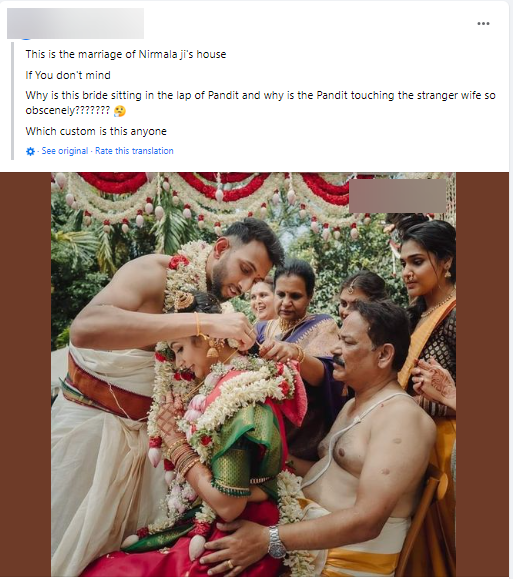 This is the marriage of Nirmala ji's house
If You don't mind
Why is this bride sitting in the lap of Pandit and why is the Pandit touching the stranger wife so
obscenely???????
Which custom is this anyone
· See original · Rate this translation